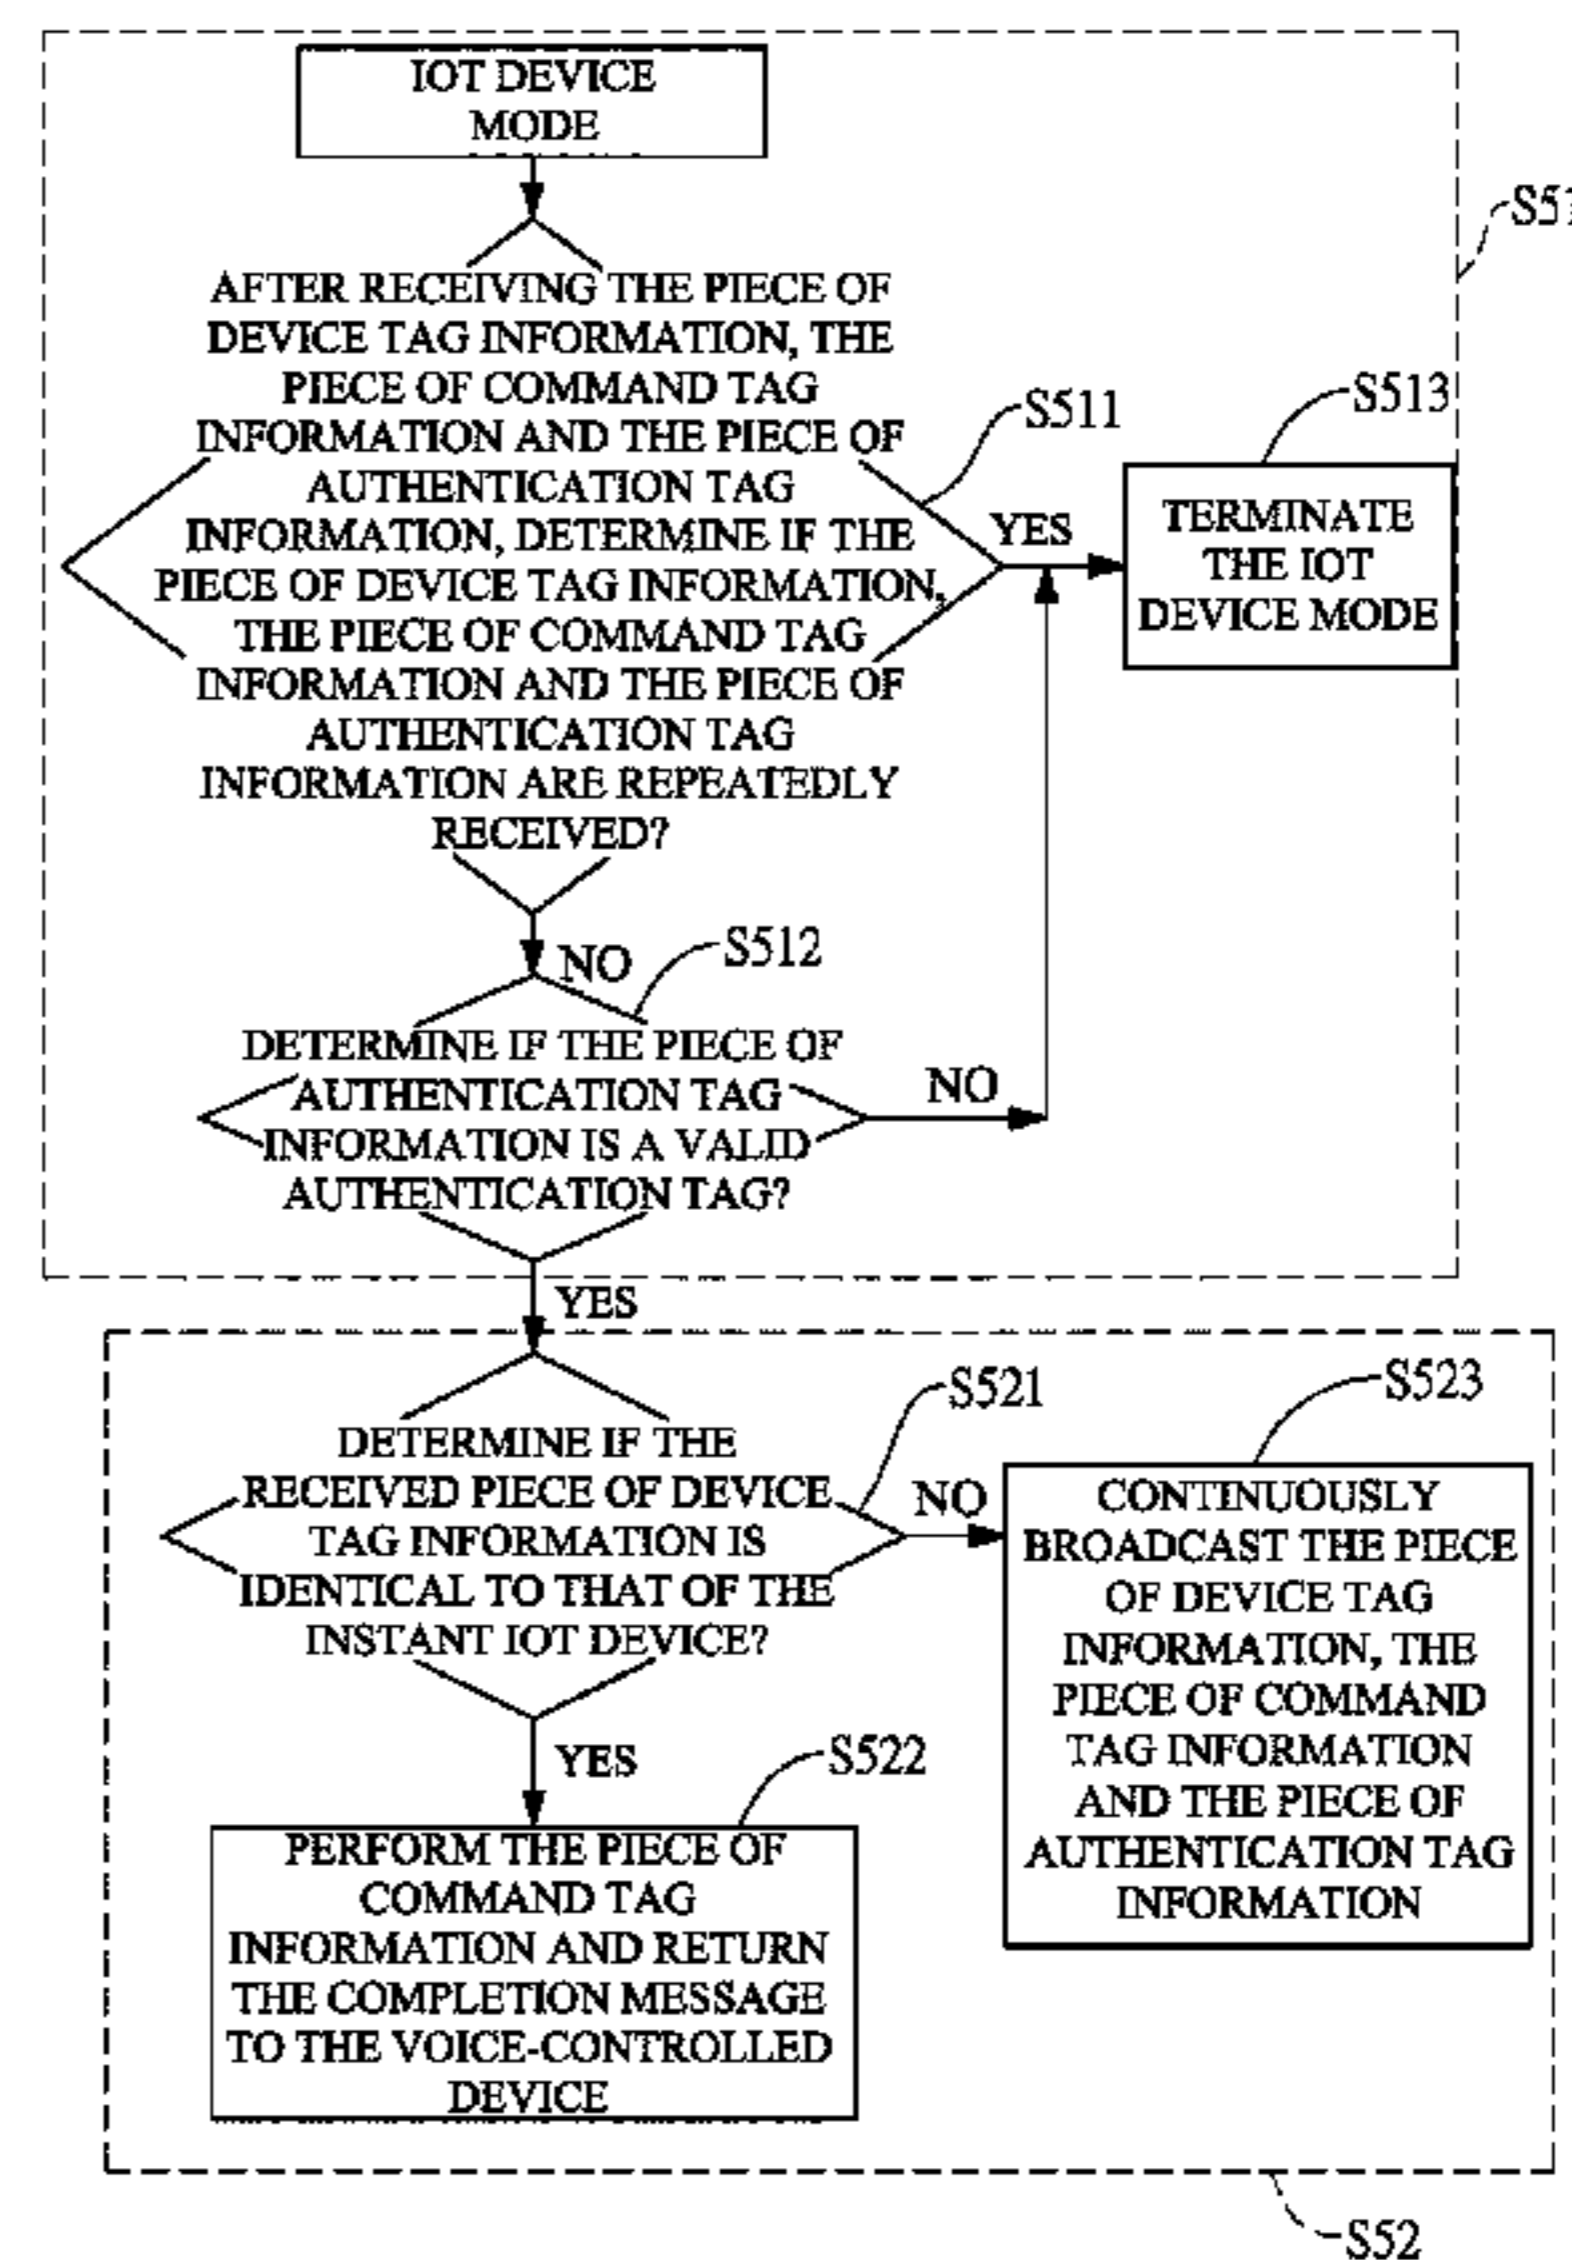 IOT DEVICE
MODE
AFTER RECEIVING THE PIECE OF
DEVICE TAG INFORMATION, THE
PIECE OF COMMAND TAG
INFORMATION AND THE PIECE OF
AUTHENTICATION TAG
INFORMATION, DETERMINE IF THE
PIECE OF DEVICE TAG INFORMATION,
THE PIECE OF COMMAND TAG
INFORMATION AND THE PIECE OF
AUTHENTICATION TAG
INFORMATION ARE REPEATEDLY
RECEIVED?
S511
YES
S513
TERMINATE
THE IOT
DEVICE MODE
NO
S512
DETERMINE IF THE PIECE OF
AUTHENTICATION TAG
INFORMATION IS A VALID
AUTHENTICATION TAG?
NO
YES
DETERMINE IF THE
RECEIVED PIECE OF DEVICE
TAG INFORMATION IS
IDENTICAL TO THAT OF THE
INSTANT IOT DEVICE?
S521
NO
S523
CONTINUOUSLY
BROADCAST THE PIECE
OF DEVICE TAG
INFORMATION, THE
PIECE OF COMMAND
TAG INFORMATION
AND THE PIECE OF
AUTHENTICATION TAG
INFORMATION
YES
S522
PERFORM THE PIECE OF
COMMAND TAG
INFORMATION AND RETURN
THE COMPLETION MESSAGE
TO THE VOICE-CONTROLLED
DEVICE
S52